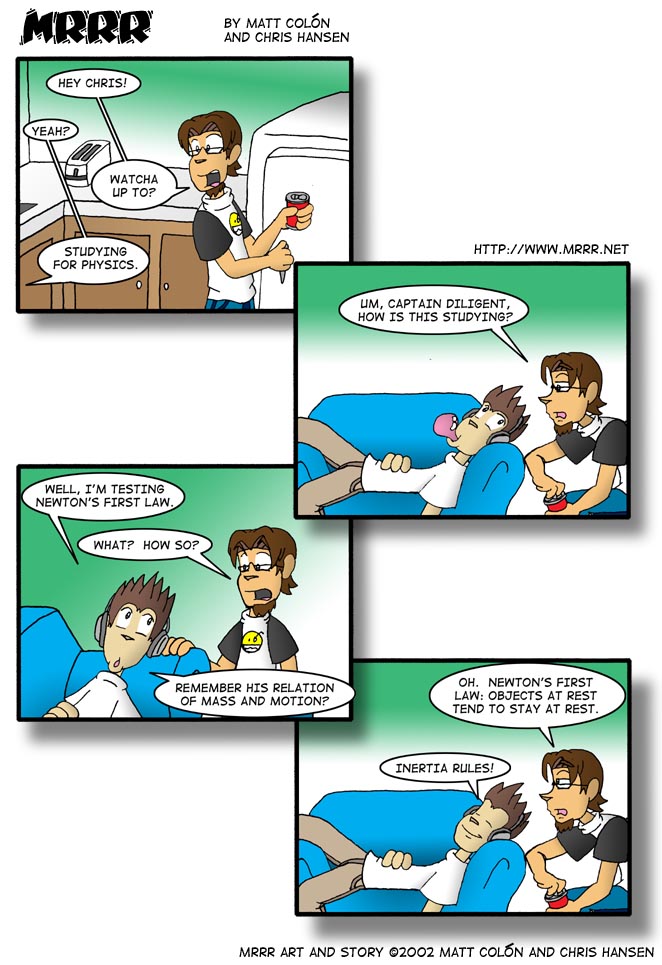 MRRR
BY MATT COLÓN
AND CHRIS HANSEN
HEY CHRIS!
YEAH?
WATCHA
UP TO?
STUDYING
FOR PHYSICS.
HTTP://WWW.MRRR.NET
UM, CAPTAIN DILIGENT,
HOW IS THIS STUDYING?
WELL, I'M TESTING
NEWTON'S FIRST LAW.
WHAT? HOW SO?
REMEMBER HIS RELATION
OF MASS AND MOTION?
OH. NEWTON'S FIRST
LAW: OBJECTS AT REST
TEND TO STAY AT REST.
INERTIA RULES!
MRRR ART AND STORY ©2002 MATT COLÓN AND CHRIS HANSEN